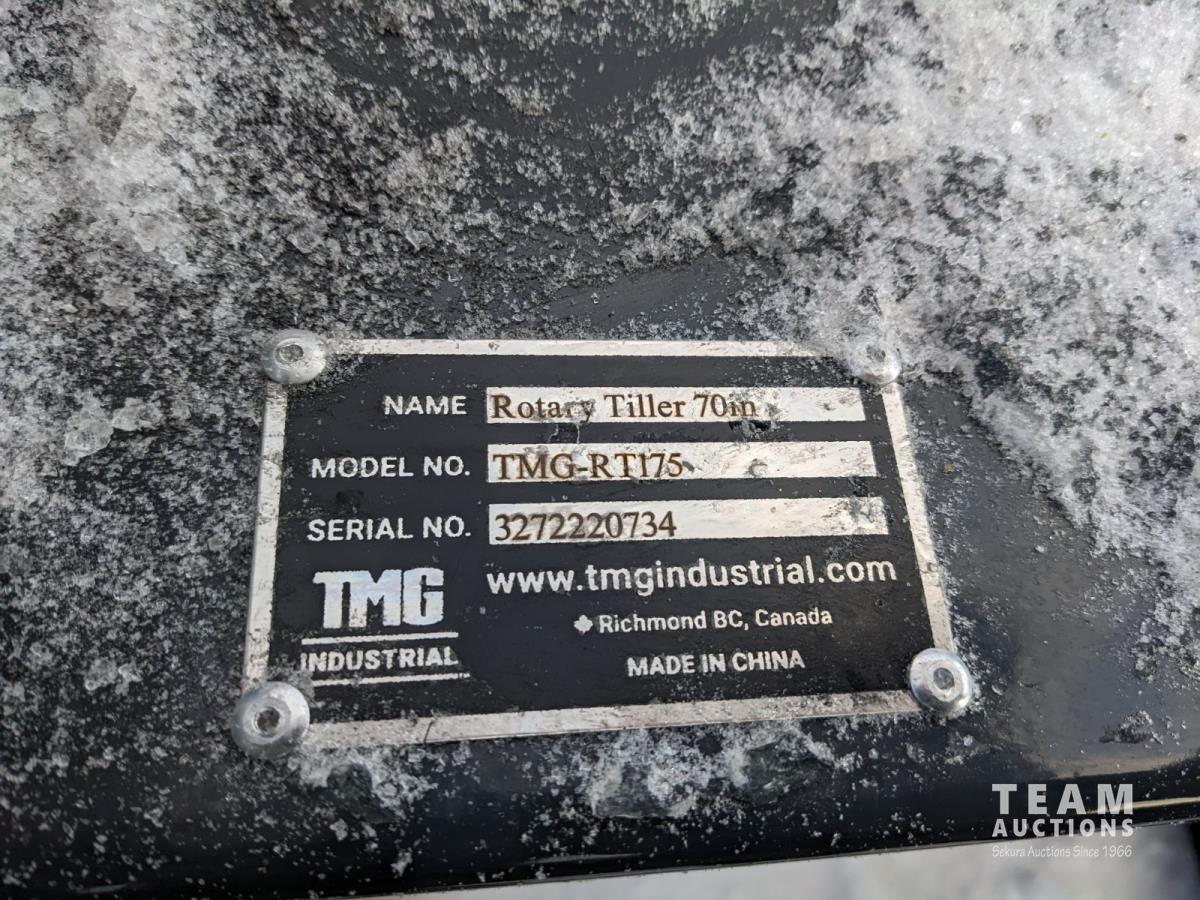 NAME Rotary Tiller 70in
MODEL NO. TMG-RT175
SERIAL NO. 3272220734
TMG
INDUSTRIAL
www.tmgindustrial.com
Richmond BC, Canada
MADE IN CHINA
TEAM
AUCTIONS
Sekura Auctions Since 1966